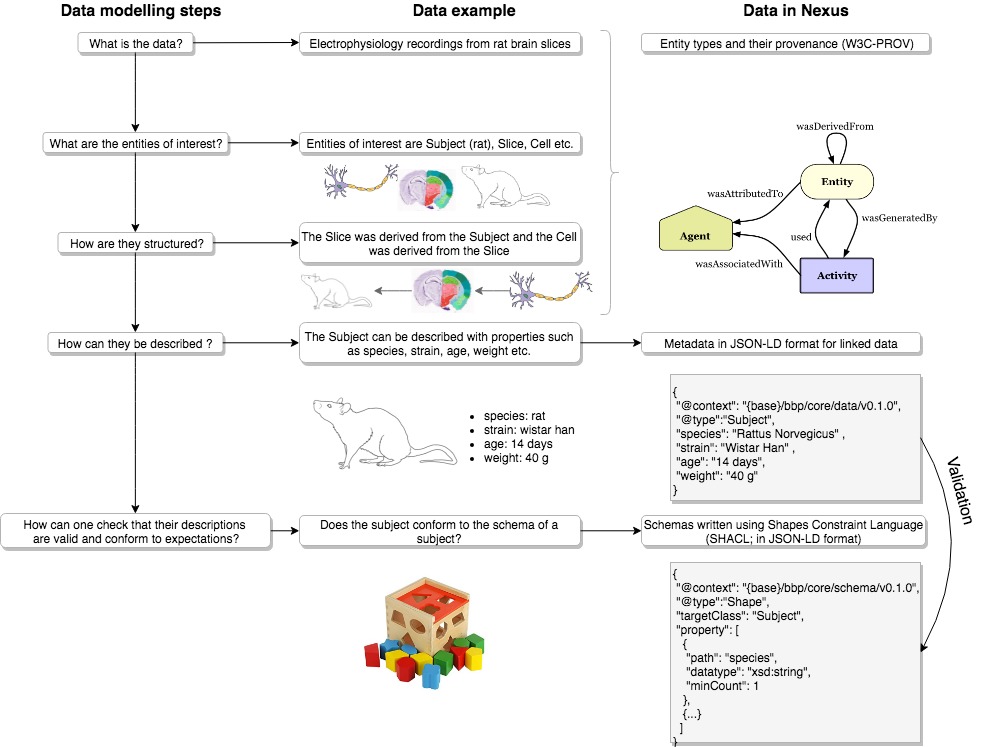 Data modelling steps
Data example
Data in Nexus
What is the data?
Electrophysiology recordings from rat brain slices
Entity types and their provenance (W3C-PROV)
What are the entities of interest?
Entities of interest are Subject (rat), Slice, Cell etc.
wasDerivedFrom
Entity
wasAttributedTo
wasGeneratedBy
Agent
used
wasAssociatedWith
Activity
How are they structured?
The Slice was derived from the Subject and the Cell
was derived from the Slice
How can they be described ?
The Subject can be described with properties such
as species, strain, age, weight etc.
Metadata in JSON-LD format for linked data
• species: rat
• strain: wistar han
• age: 14 days
• weight: 40 g
{
"@context": "{base}/bbp/core/data/v0.1.0",
"@type":"Subject",
"species": "Rattus Norvegicus" ,
"strain": "Wistar Han" ,
"age": "14 days",
"weight": "40 g"
}
Validation
How can one check that their descriptions
are valid and conform to expectations?
Does the subject conform to the schema of a
subject?
Schemas written using Shapes Constraint Language
(SHACL; in JSON-LD format)
{
"@context": "{base}/bbp/core/schema/v0.1.0",
"@type":"Shape",
"targetClass": "Subject",
"property": [
{
"path": "species",
"datatype": "xsd:string",
"minCount": 1
},
{...}
]
}